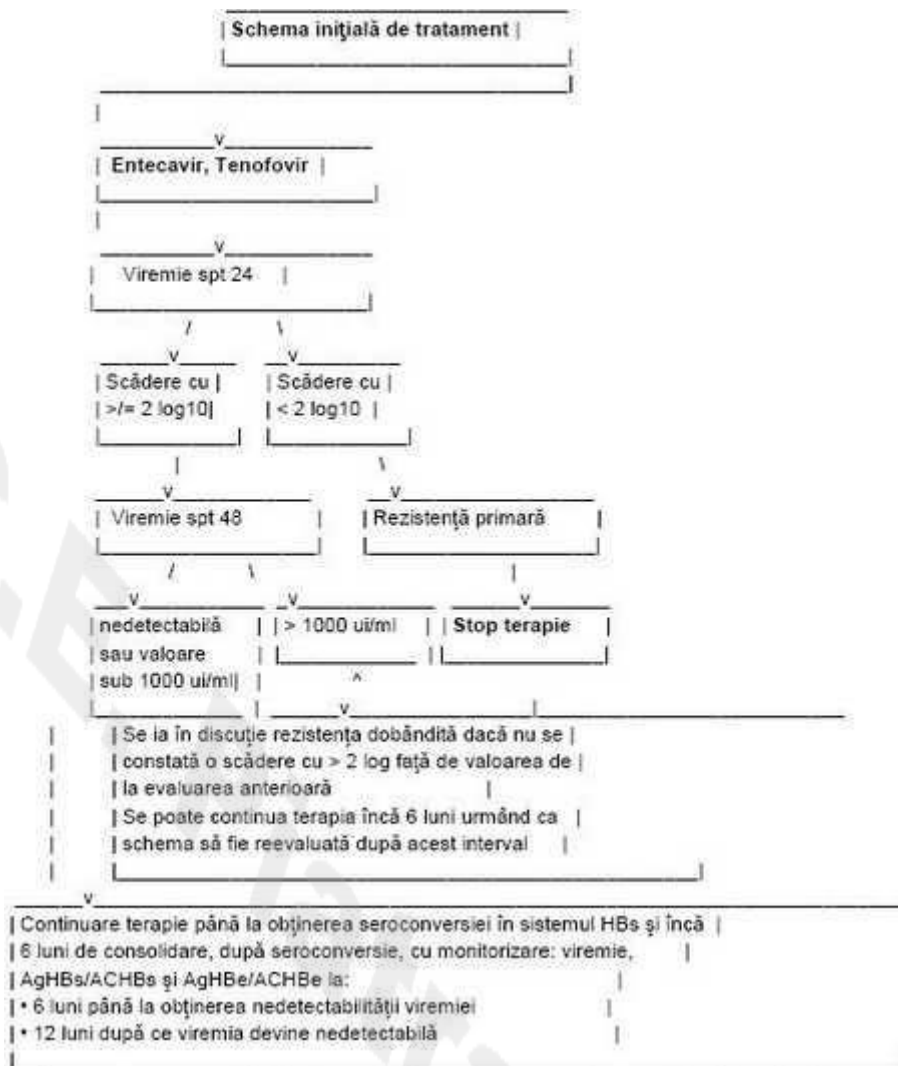 Schema iniţială de tratament
Entecavir, Tenofovir
Viremie spt 24
Scădere cu >/= 2 log10
Scădere cu < 2 log10
Viremie spt 48
Rezistenţă primară
nedetectabilă
sau valoare
sub 1000 ui/ml
> 1000 ui/ml
Stop terapie
Se ia în discuţie rezistenţa dobândită dacă nu se
constată o scădere cu > 2 log faţă de valoarea de
la evaluarea anterioară
Se poate continua terapia încă 6 luni urmând ca
schema să fie reevaluată după acest interval
Continuare terapie până la obţinerea seroconversiei în sistemul HBs şi încă
6 luni de consolidare, după seroconversie, cu monitorizare: viremie,
AgHBs/ACHBs şi AgHBe/ACHBe la:
• 6 luni până la obţinerea nedetectabilităţii viremiei
• 12 luni după ce viremia devine nedetectabilă